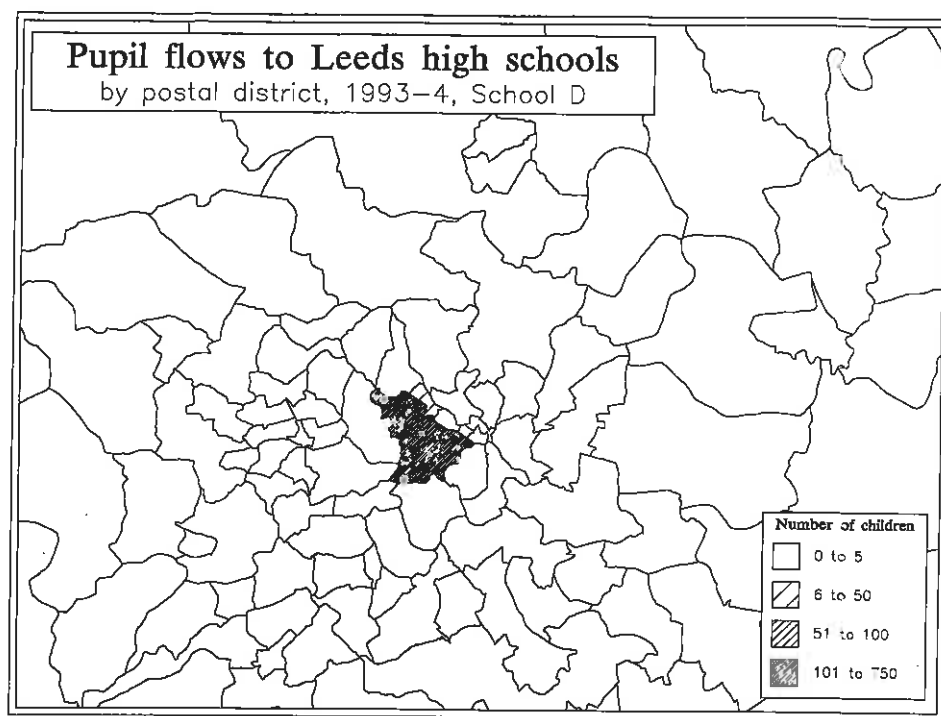 Pupil flows to Leeds high schools
by postal district, 1993-4, School D
Number of children
0 to 5
6 to 50
51 to 100
101 to 750